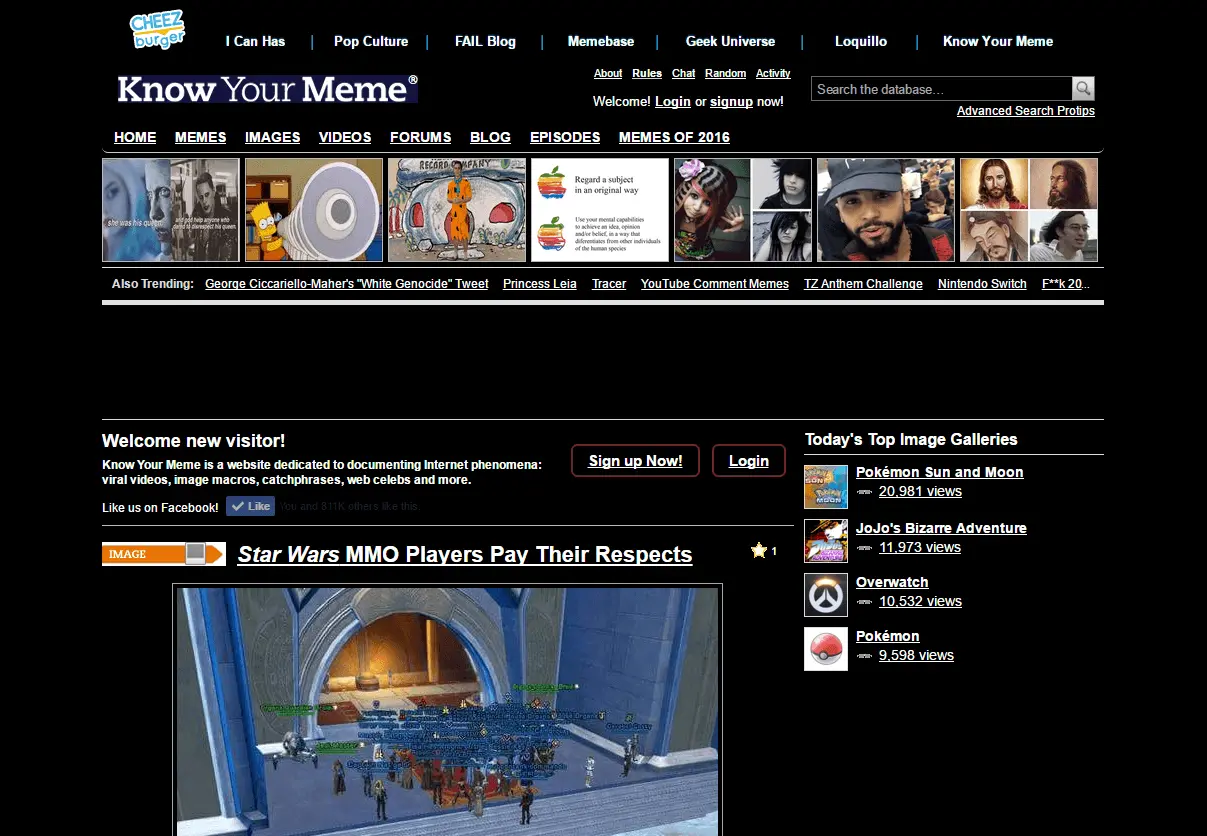 CHEEZ
burger
I Can Has | Pop Culture | FAIL Blog | Memebase | Geek Universe | Loquillo | Know Your Meme
About Rules Chat Random Activity
Know Your Meme®
Search the database...
Welcome! Login or signup now!
Advanced Search Protips
HOME MEMES IMAGES VIDEOS FORUMS BLOG EPISODES MEMES OF 2016
RECORD COMPANY
Regard a subject
in an original way
she was his queen.
and god help anyone who
dared to disrespect his queen.
Use your mental capabilities
to achieve an idea, opinion
and/or belief, in a way that
diferentiates from other individuals
of the human species
Also Trending: George Ciccariello-Maher's "White Genocide" Tweet Princess Leia Tracer YouTube Comment Memes TZ Anthem Challenge Nintendo Switch F**k 20...
Welcome new visitor!
Know Your Meme is a website dedicated to documenting Internet phenomena:
viral videos, image macros, catchphrases, web celebs and more.
Sign up Now!
Login
Like us on Facebook! Like You and 811K others like this.
IMAGE
Star Wars MMO Players Pay Their Respects
1
Today's Top Image Galleries
Pokémon Sun and Moon
20,981 views
JoJo's Bizarre Adventure
11,973 views
Overwatch
10,532 views
Pokémon
9,598 views